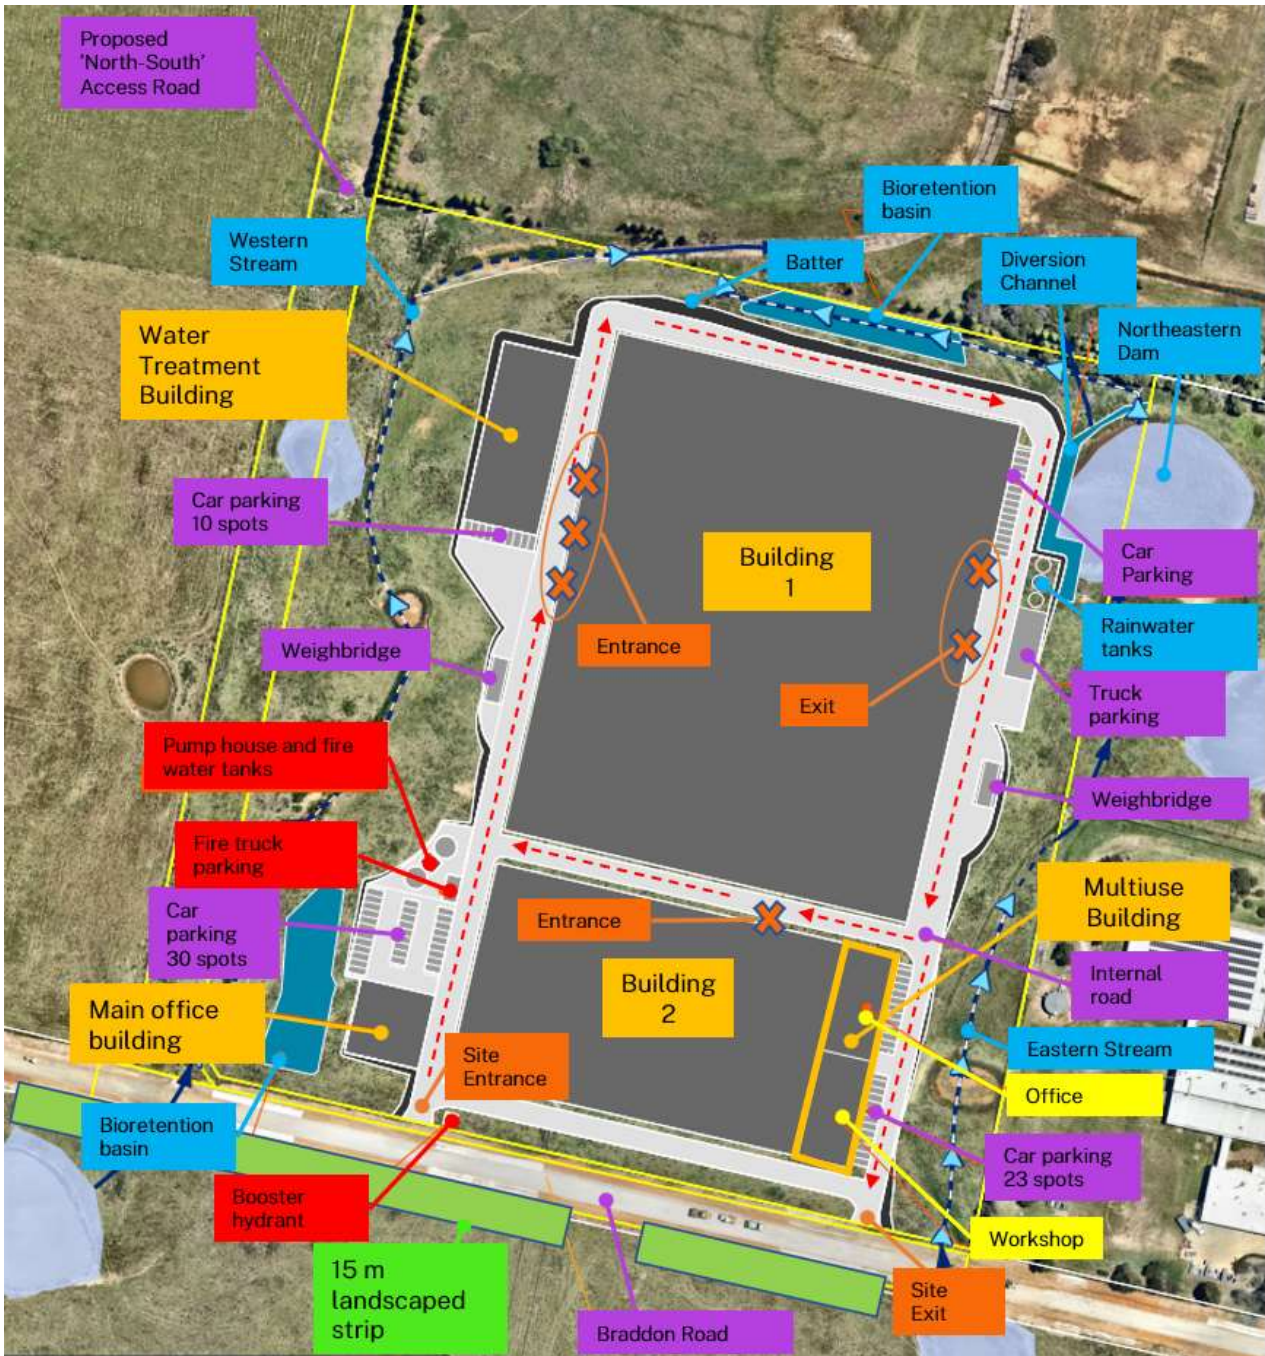 Proposed
'North-South'
Access Road
Bioretention
basin
Western
Stream
Batter
Diversion
Channel
Water
Treatment
Building
Northeastern
Dam
Car parking
10 spots
Building
1
Car
Parking
Entrance
Weighbridge
Rainwater
tanks
Exit
Truck
parking
Pump house and fire
water tanks
Weighbridge
Fire truck
parking
Multiuse
Building
Car
parking
30 spots
Entrance
Building
2
Internal
road
Main office
building
Site
Entrance
Eastern Stream
Office
Bioretention
basin
Car parking
23 spots
Booster
hydrant
Workshop
15 m
landscaped
strip
Braddon Road
Site
Exit